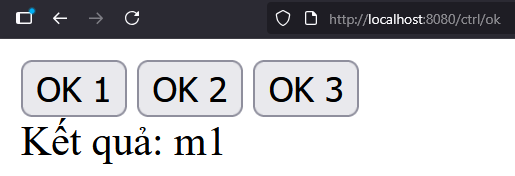 http://localhost:8080/ctrl/ok
OK 1 OK 2 OK 3
Kết quả: m1